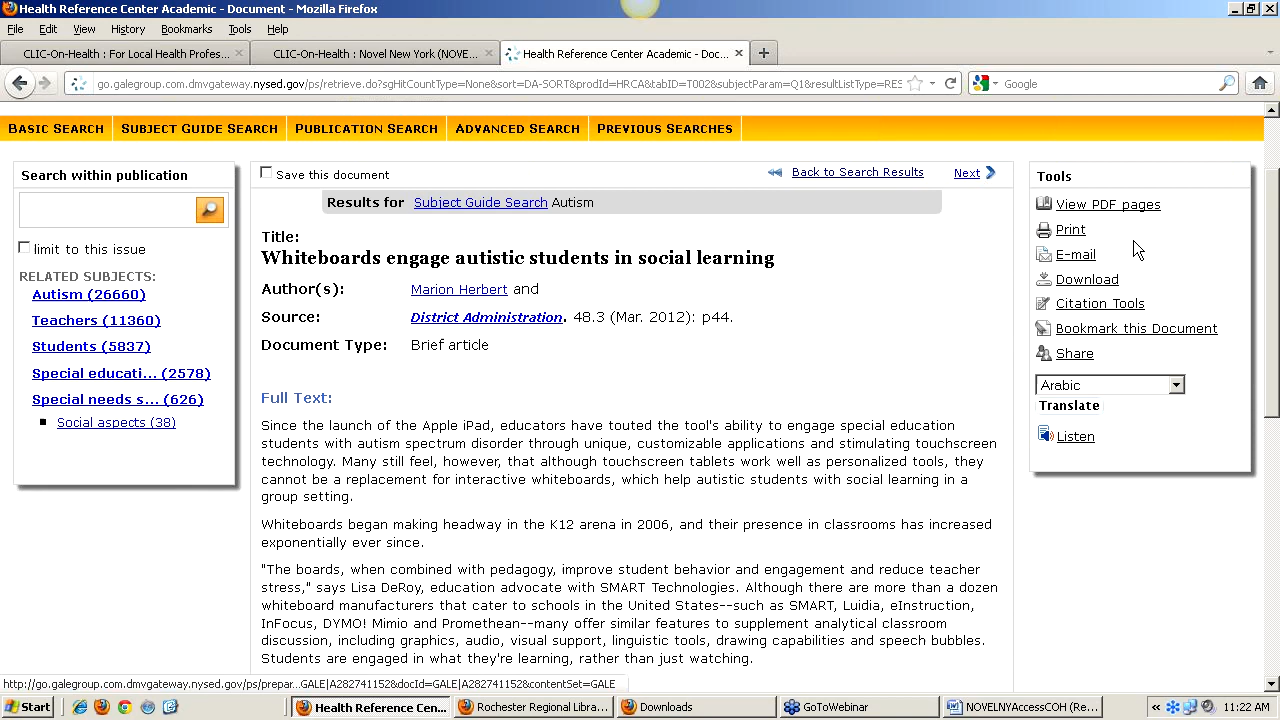 Health Reference Center Academic - Document - Mozilla Firefox
File Edit View History Bookmarks Tools Help
CLIC-On-Health : For Local Health Profes...
CLIC-On-Health : Novel New York (NOVE...
Health Reference Center Academic - Doc...
go.galegroup.com.dmvgateway.nysed.gov/ps/retrieve.do?sgHitCountType=None&sort=DA-SORT&prodId=HRCA&tabID=T002&subjectParam=Q1&resultListType=RES
Google
BASIC SEARCH
SUBJECT GUIDE SEARCH
PUBLICATION SEARCH
ADVANCED SEARCH
PREVIOUS SEARCHES
Search within publication
limit to this issue
RELATED SUBJECTS:
Autism (26660)
Teachers (11360)
Students (5837)
Special educati... (2578)
Special needs s... (626)
Social aspects (38)
Save this document
Back to Search Results
Next
Results for Subject Guide Search Autism
Title:
Whiteboards engage autistic students in social learning
Author(s): Marion Herbert and
Source: District Administration. 48.3 (Mar. 2012): p44.
Document Type: Brief article
Full Text:
Since the launch of the Apple iPad, educators have touted the tool's ability to engage special education
students with autism spectrum disorder through unique, customizable applications and stimulating touchscreen
technology. Many still feel, however, that although touchscreen tablets work well as personalized tools, they
cannot be a replacement for interactive whiteboards, which help autistic students with social learning in a
group setting.
Whiteboards began making headway in the K12 arena in 2006, and their presence in classrooms has increased
exponentially ever since.
"The boards, when combined with pedagogy, improve student behavior and engagement and reduce teacher
stress," says Lisa DeRoy, education advocate with SMART Technologies. Although there are more than a dozen
whiteboard manufacturers that cater to schools in the United States--such as SMART, Luidia, eInstruction,
InFocus, DYMO! Mimio and Promethean--many offer similar features to supplement analytical classroom
discussion, including graphics, audio, visual support, linguistic tools, drawing capabilities and speech bubbles.
Students are engaged in what they're learning, rather than just watching.
Tools
View PDF pages
Print
E-mail
Download
Citation Tools
Bookmark this Document
Share
Arabic
Translate
Listen
http://go.galegroup.com.dmvgateway.nysed.gov/ps/prepar...GALE|A282741152&docId=GALE|A282741152&contentSet=GALE
Start
Health Reference Cen...
Rochester Regional Libra...
Downloads
GoToWebinar
NOVELNYAccessCOH (Re...
11:22 AM